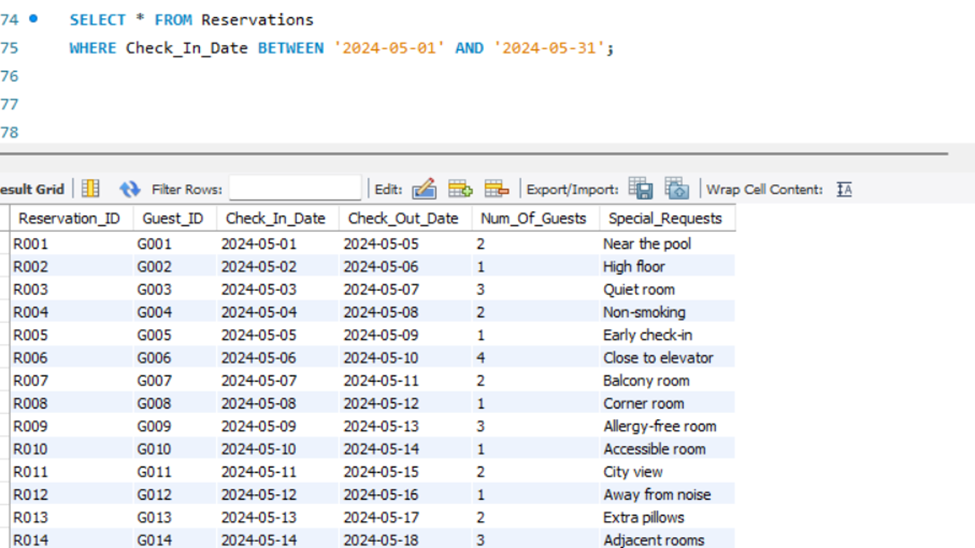 74 SELECT * FROM Reservations
75 WHERE Check_In_Date BETWEEN '2024-05-01' AND '2024-05-31';
76
77
78
esult Grid Filter Rows: Edit: Export/Import: Wrap Cell Content:
Reservation_ID Guest_ID Check_In_Date Check_Out_Date Num_Of_Guests Special_Requests
R001 G001 2024-05-01 2024-05-05 2 Near the pool
R002 G002 2024-05-02 2024-05-06 1 High floor
R003 G003 2024-05-03 2024-05-07 3 Quiet room
R004 G004 2024-05-04 2024-05-08 2 Non-smoking
R005 G005 2024-05-05 2024-05-09 1 Early check-in
R006 G006 2024-05-06 2024-05-10 4 Close to elevator
R007 G007 2024-05-07 2024-05-11 2 Balcony room
R008 G008 2024-05-08 2024-05-12 1 Corner room
R009 G009 2024-05-09 2024-05-13 3 Allergy-free room
R010 G010 2024-05-10 2024-05-14 1 Accessible room
R011 G011 2024-05-11 2024-05-15 2 City view
R012 G012 2024-05-12 2024-05-16 1 Away from noise
R013 G013 2024-05-13 2024-05-17 2 Extra pillows
R014 G014 2024-05-14 2024-05-18 3 Adjacent rooms